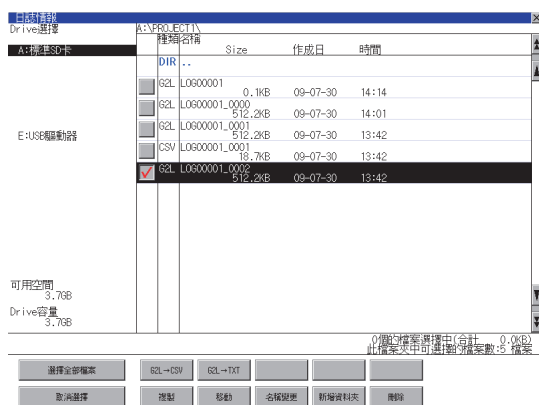 日誌情報
Drive選擇 A:\PROJECT1\
種類 名稱
Size 作成日 時間
A:標準SD卡
DIR ..
G2L LOG00001
0.1KB 09-07-30 14:14
G2L LOG00001_0000
512.2KB 09-07-30 14:01
G2L LOG00001_0001
512.2KB 09-07-30 13:42
E:USB驅動器
CSV LOG00001_0001
18.7KB 09-07-30 13:42
G2L LOG00001_0002
512.2KB 09-07-30 13:42
可用空間
3.7GB
Drive容量
3.7GB
0個的檔案選擇中(合計 0.0KB)
此檔案夾中可選擇的檔案數:5 檔案
選擇全部檔案 G2L→CSV G2L→TXT
取消選擇 複製 移動 名稱變更 新增資料夾 刪除